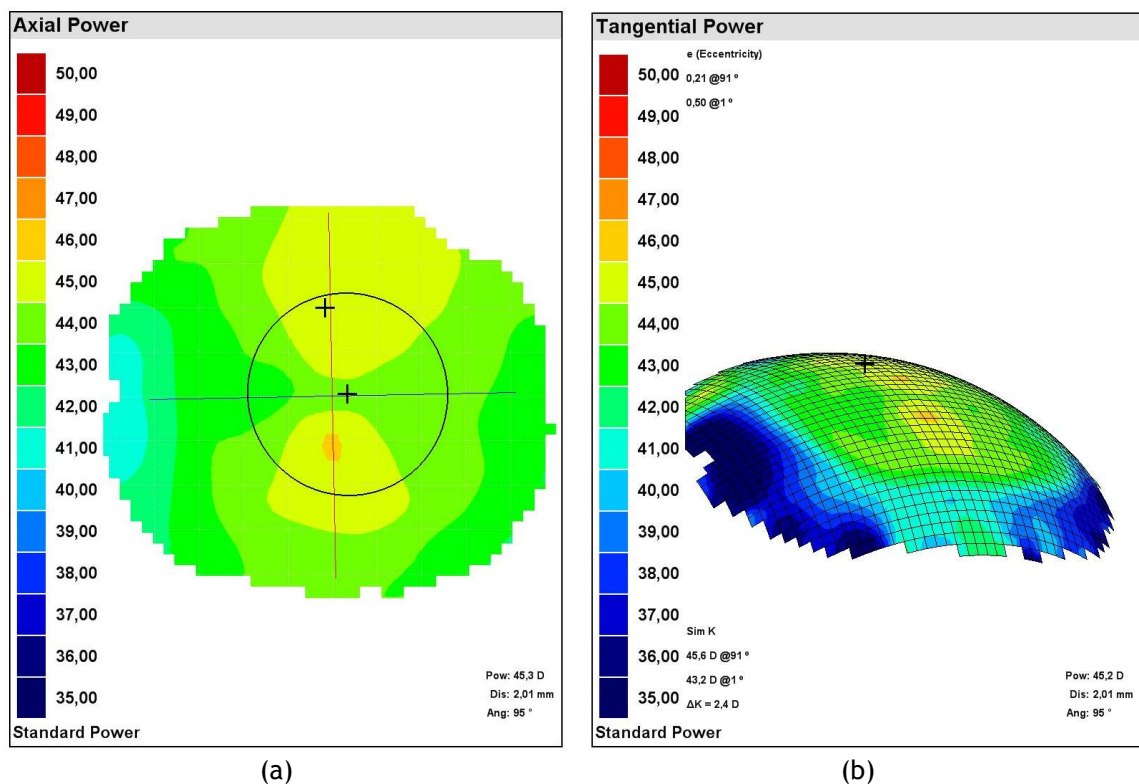 Axial Power
50,00
49,00
48,00
47,00
46,00
45,00
44,00
43,00
42,00
41,00
40,00
39,00
38,00
37,00
36,00
35,00
Pow: 45,3 D
Dis: 2,01 mm
Ang: 95 °
Standard Power
(a)
Tangential Power
e (Eccentricity)
0,21 @91 º
0,50 @1 º
50,00
49,00
48,00
47,00
46,00
45,00
44,00
43,00
42,00
41,00
40,00
39,00
38,00
37,00
36,00
35,00
Sim K
45,6 D @91 º
43,2 D @1 º
ΔK = 2,4 D
Pow: 45,2 D
Dis: 2,01 mm
Ang: 95 °
Standard Power
(b)